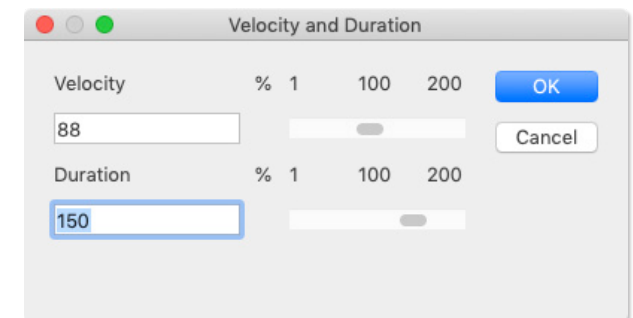 Velocity and Duration
Velocity % 1 100 200 OK
88 Cancel
Duration % 1 100 200
150